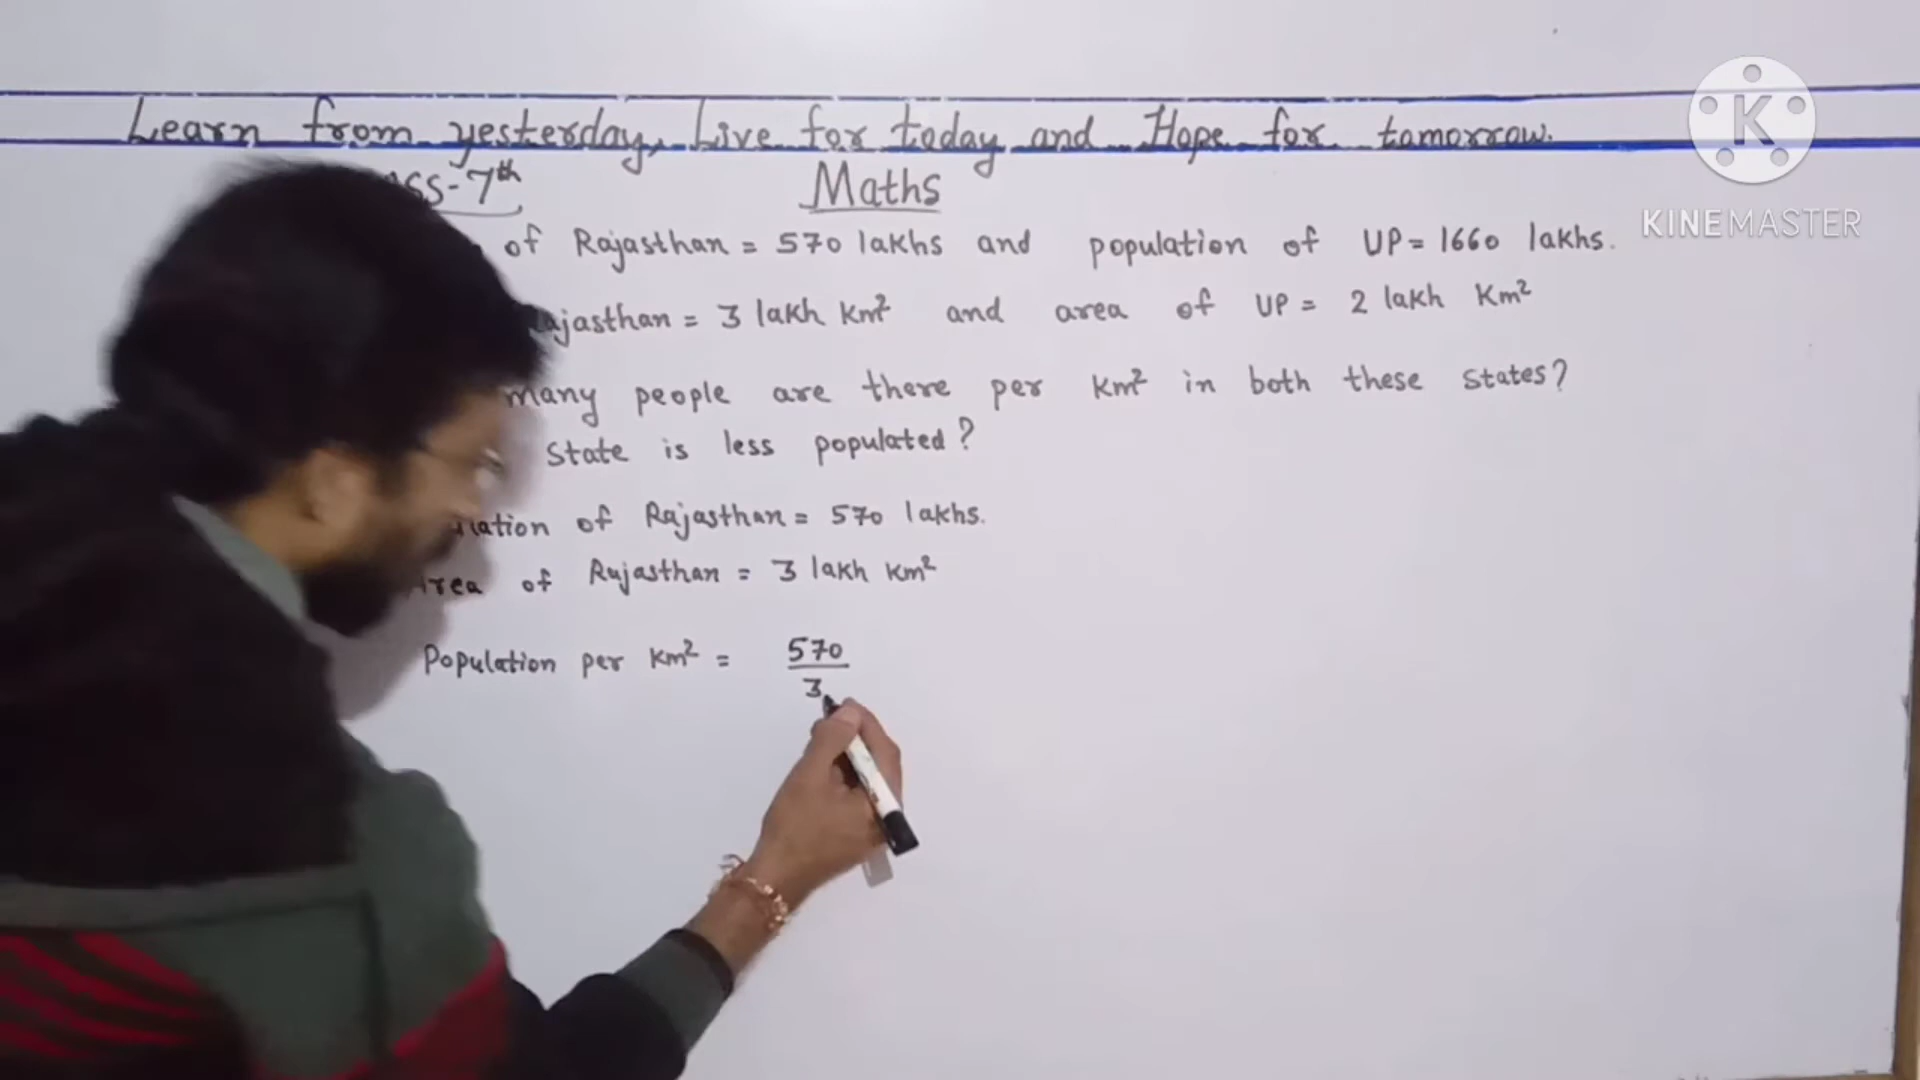 Learn from yesterday, Live for today and Hope for tomorrow.
K
KINEMASTER
7th
Maths
of Rajasthan = 570 lakhs and population of UP = 1660 lakhs.
ajasthan = 3 lakh Km² and area of UP = 2 lakh Km²
many people are there per Km² in both these States?
State is less populated?
lation of Rajasthan = 570 lakhs.
Area of Rajasthan = 3 lakh Km²
Population per Km² = 570
3